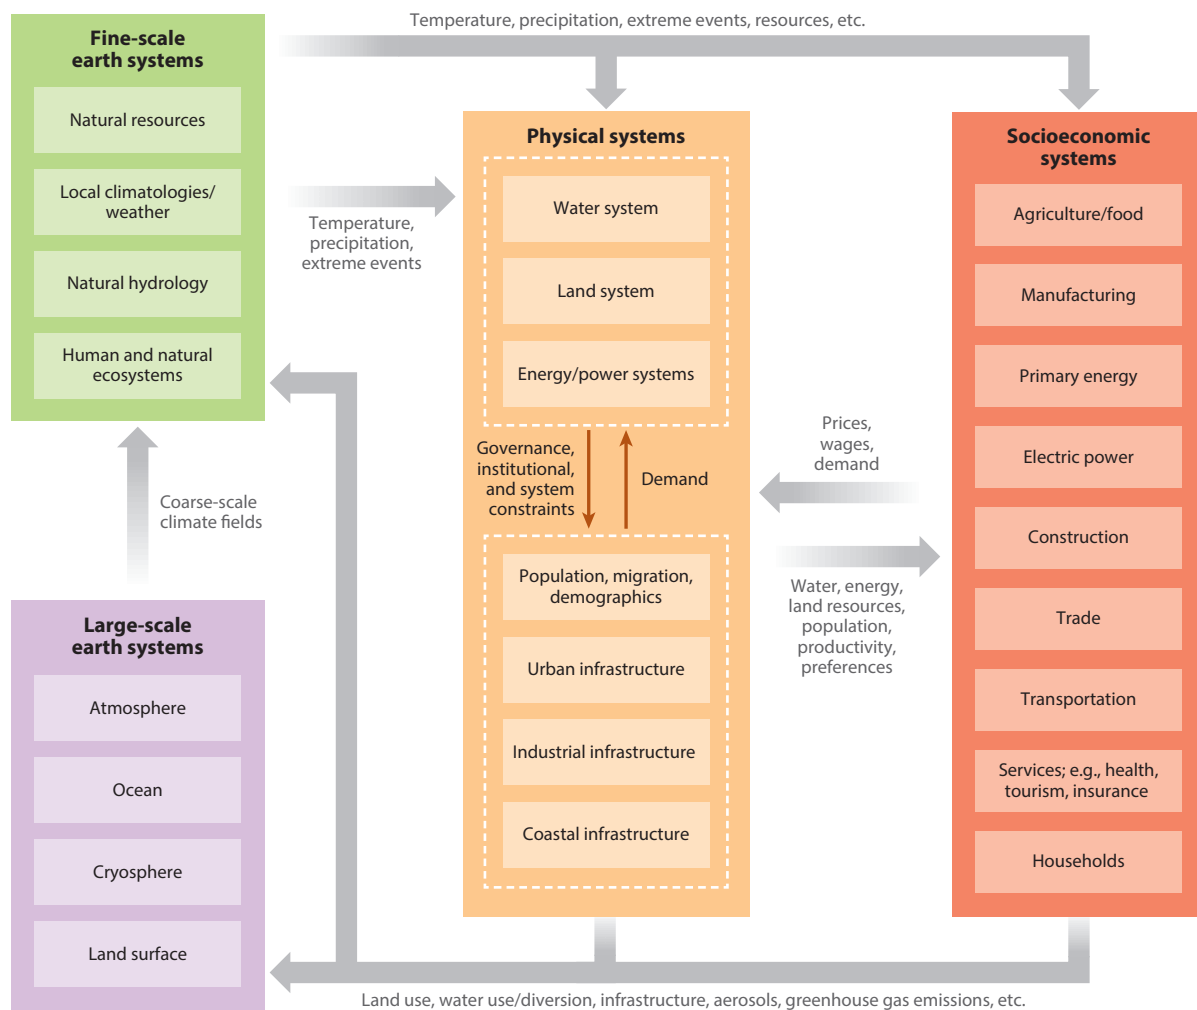 Temperature, precipitation, extreme events, resources, etc.
Fine-scale
earth systems
Natural resources
Local climatologies/
weather
Natural hydrology
Human and natural
ecosystems
Temperature,
precipitation,
extreme events
Coarse-scale
climate fields
Large-scale
earth systems
Atmosphere
Ocean
Cryosphere
Land surface
Physical systems
Water system
Land system
Energy/power systems
Governance,
institutional,
and system
constraints
Demand
Population, migration,
demographics
Urban infrastructure
Industrial infrastructure
Coastal infrastructure
Prices,
wages,
demand
Water, energy,
land resources,
population,
productivity,
preferences
Socioeconomic
systems
Agriculture/food
Manufacturing
Primary energy
Electric power
Construction
Trade
Transportation
Services; e.g., health,
tourism, insurance
Households
Land use, water use/diversion, infrastructure, aerosols, greenhouse gas emissions, etc.